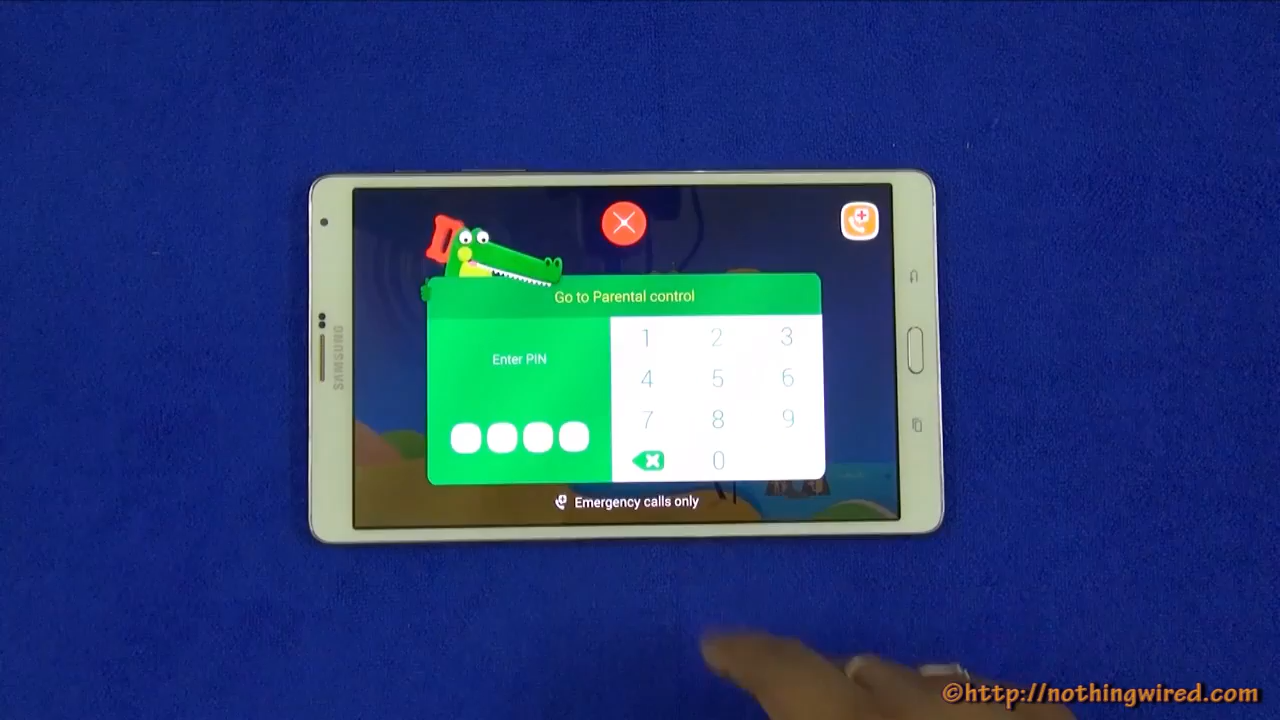 SAMSUNG
Go to Parental control
Enter PIN
1 2 3
4 5 6
7 8 9
0
Emergency calls only
©http://nothingwired.com